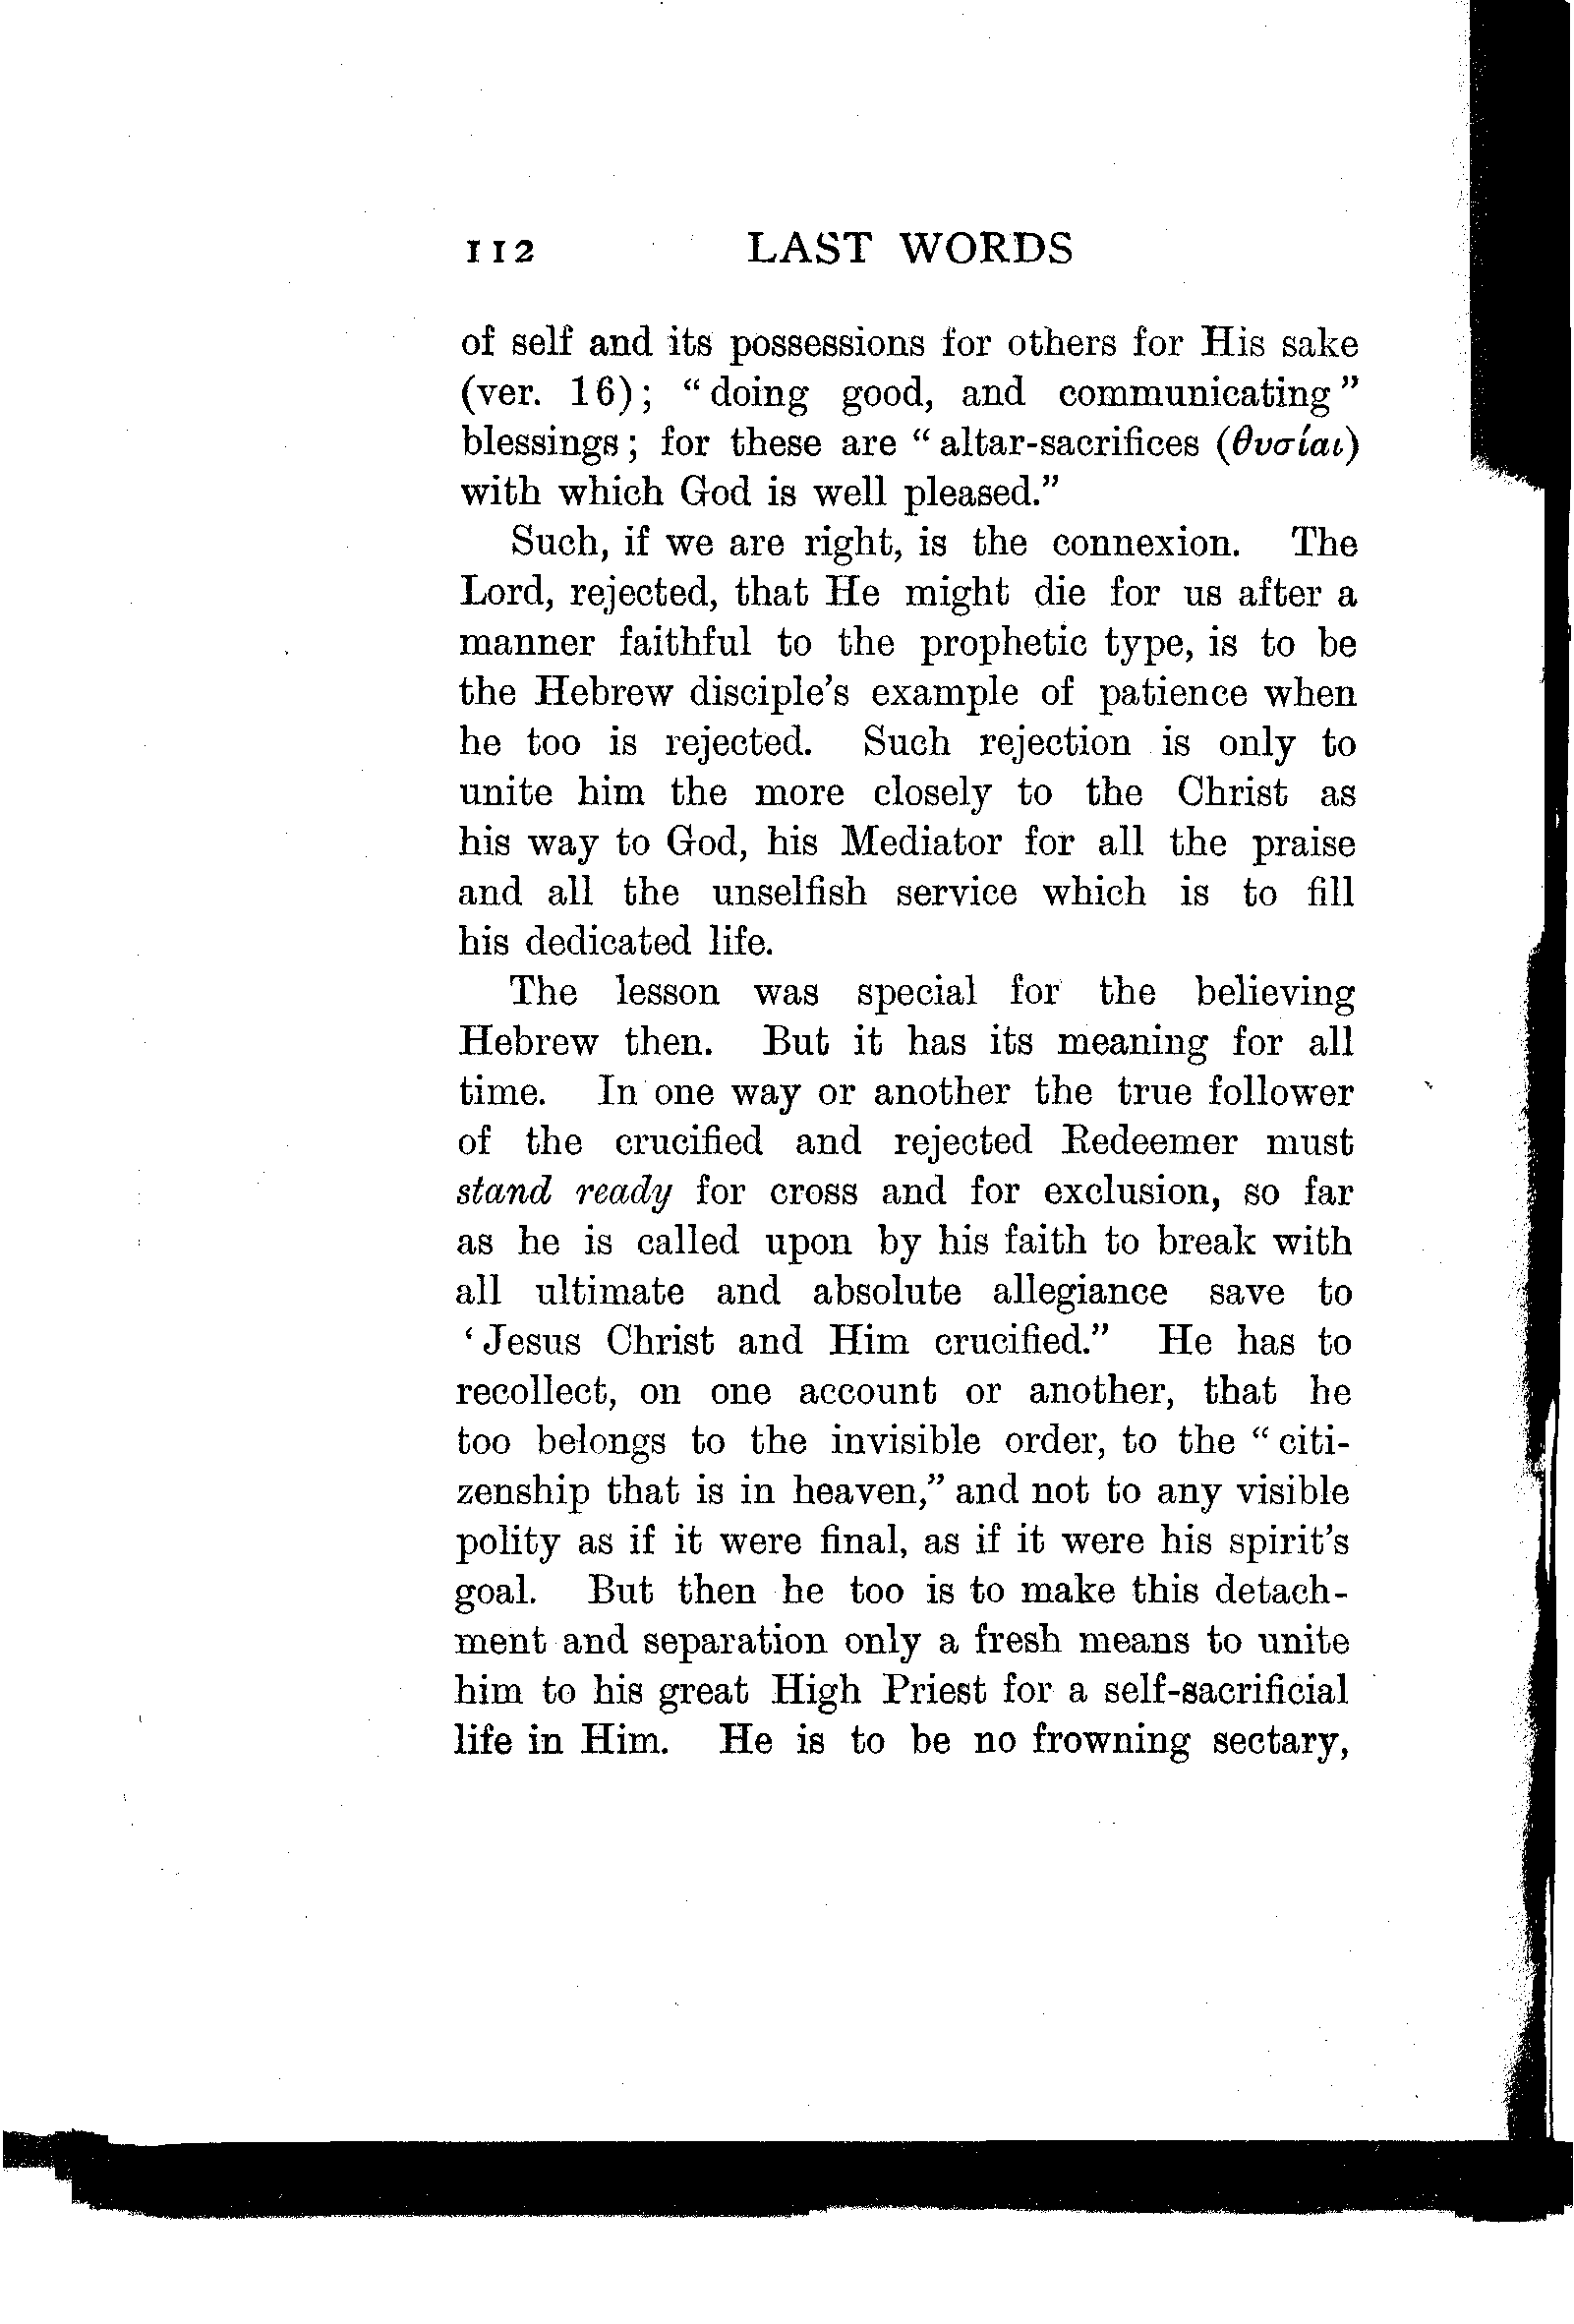 112 LAST WORDS
of self and its possessions for others for His sake
(ver. 16); “doing good, and communicating”
blessings; for these are “altar-sacrifices (θυσίαι)
with which God is well pleased.”
Such, if we are right, is the connexion. The
Lord, rejected, that He might die for us after a
manner faithful to the prophetic type, is to be
the Hebrew disciple’s example of patience when
he too is rejected. Such rejection is only to
unite him the more closely to the Christ as
his way to God, his Mediator for all the praise
and all the unselfish service which is to fill
his dedicated life.
The lesson was special for the believing
Hebrew then. But it has its meaning for all
time. In one way or another the true follower
of the crucified and rejected Redeemer must
stand ready for cross and for exclusion, so far
as he is called upon by his faith to break with
all ultimate and absolute allegiance save to
‘Jesus Christ and Him crucified.” He has to
recollect, on one account or another, that he
too belongs to the invisible order, to the “citi-
zenship that is in heaven,” and not to any visible
polity as if it were final, as if it were his spirit’s
goal. But then he too is to make this detach-
ment and separation only a fresh means to unite
him to his great High Priest for a self-sacrificial
life in Him. He is to be no frowning sectary,